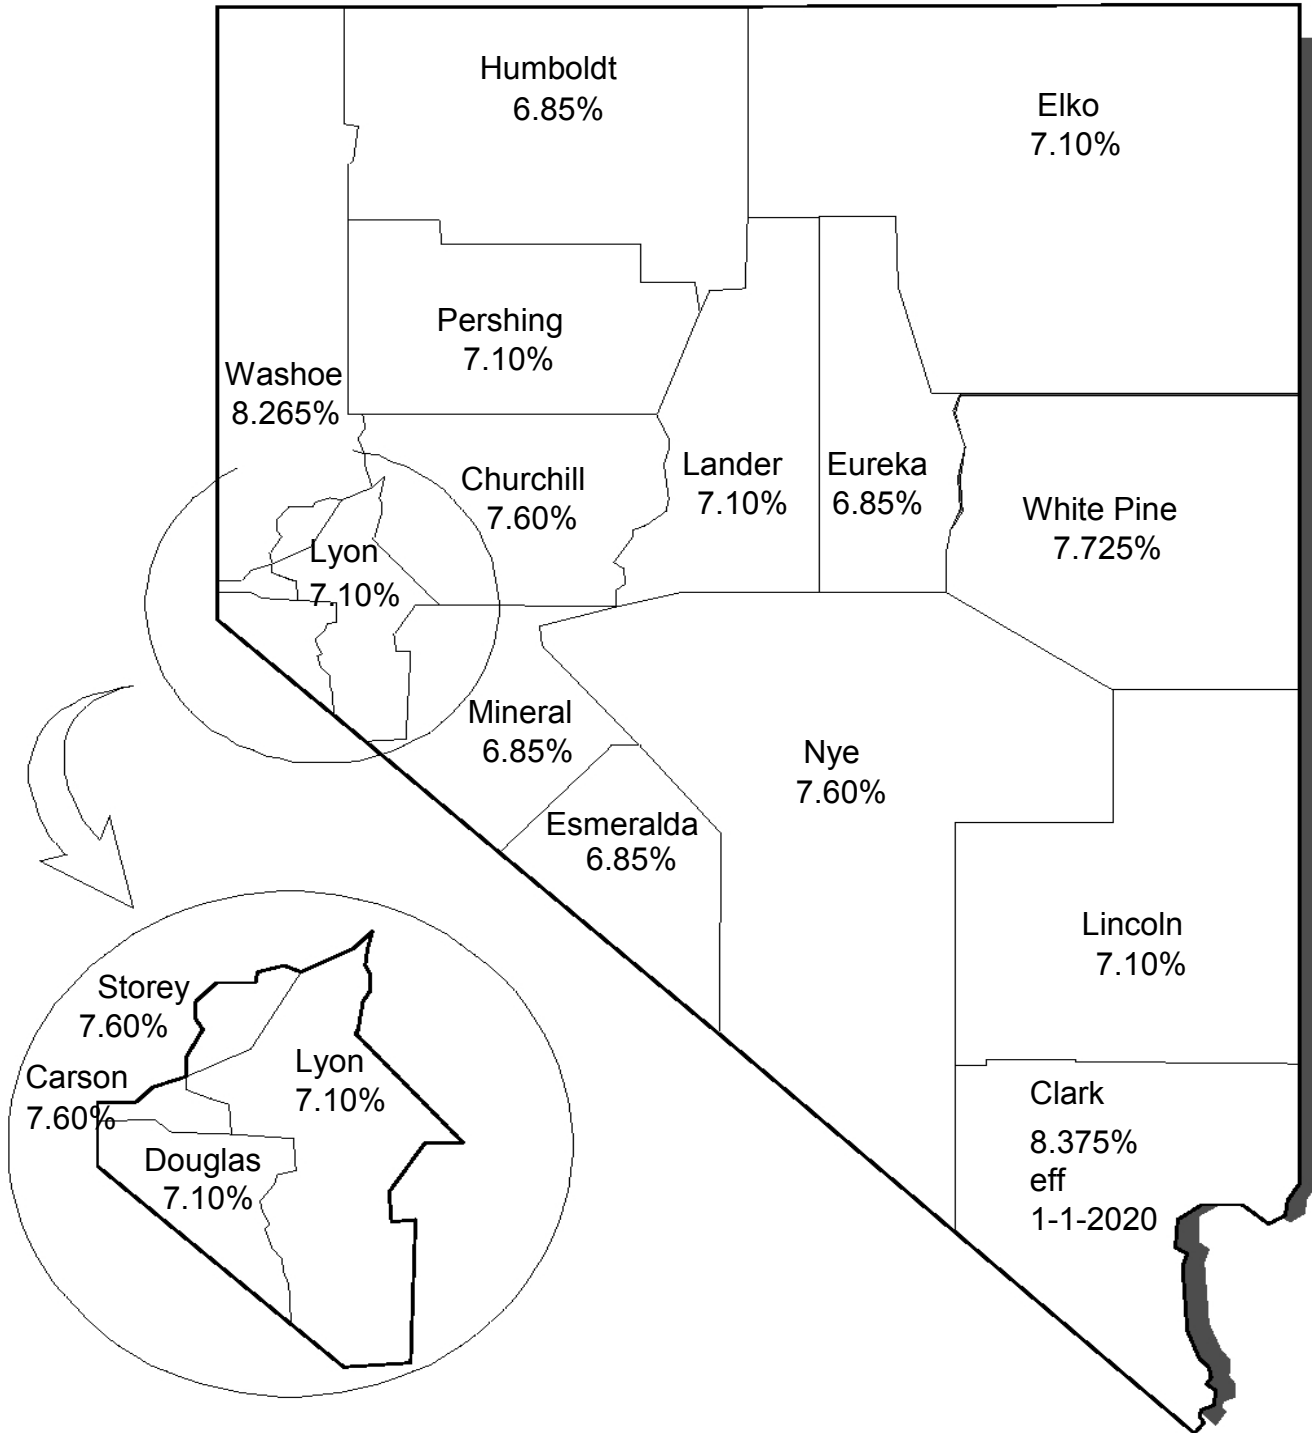 Humboldt
6.85%
Elko
7.10%
Pershing
7.10%
Washoe
8.265%
Churchill
7.60%
Lander
7.10%
Eureka
6.85%
White Pine
7.725%
Lyon
7.10%
Mineral
6.85%
Nye
7.60%
Esmeralda
6.85%
Lincoln
7.10%
Storey
7.60%
Carson
7.60%
Lyon
7.10%
Douglas
7.10%
Clark
8.375%
eff
1-1-2020